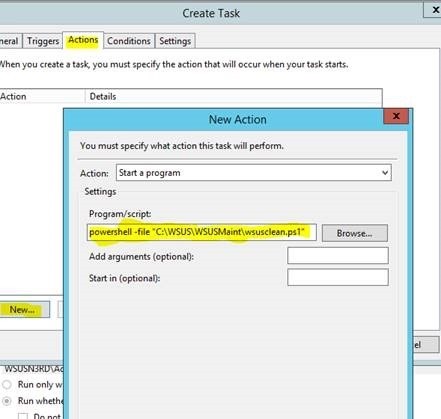 Create Task
x
neral Triggers Actions Conditions Settings
When you create a task, you must specify the action that will occur when your task starts.
Action Details
New Action
x
You must specify what action this task will perform.
Action: Start a program
Settings
Program/script:
powershell -file "C:\WSUS\WSUSMaint\wsusclean.ps1"
Browse...
Add arguments (optional):
Start in (optional):
New...
el
WSUSN3RD\Ac
Run only w
Run whethe
Do not